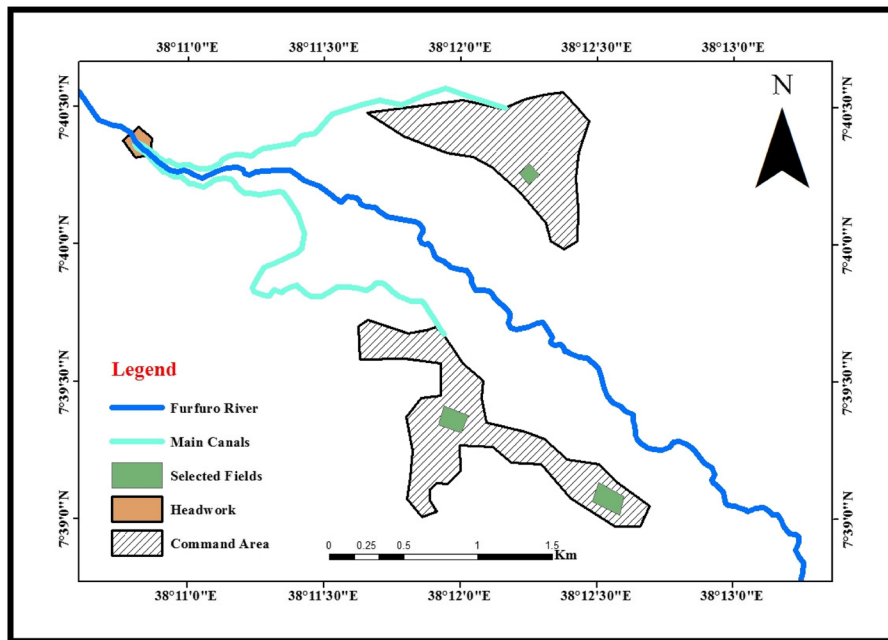 38°11'0"E 38°11'30"E 38°12'0"E 38°12'30"E 38°13'0"E
N
7°40'30"N 7°40'30"N
7°40'0"N 7°40'0"N
7°39'30"N 7°39'30"N
7°39'0"N 7°39'0"N
Legend
Furfuro River
Main Canals
Selected Fields
Headwork
Command Area
0 0.25 0.5 1 1.5
Km
38°11'0"E 38°11'30"E 38°12'0"E 38°12'30"E 38°13'0"E